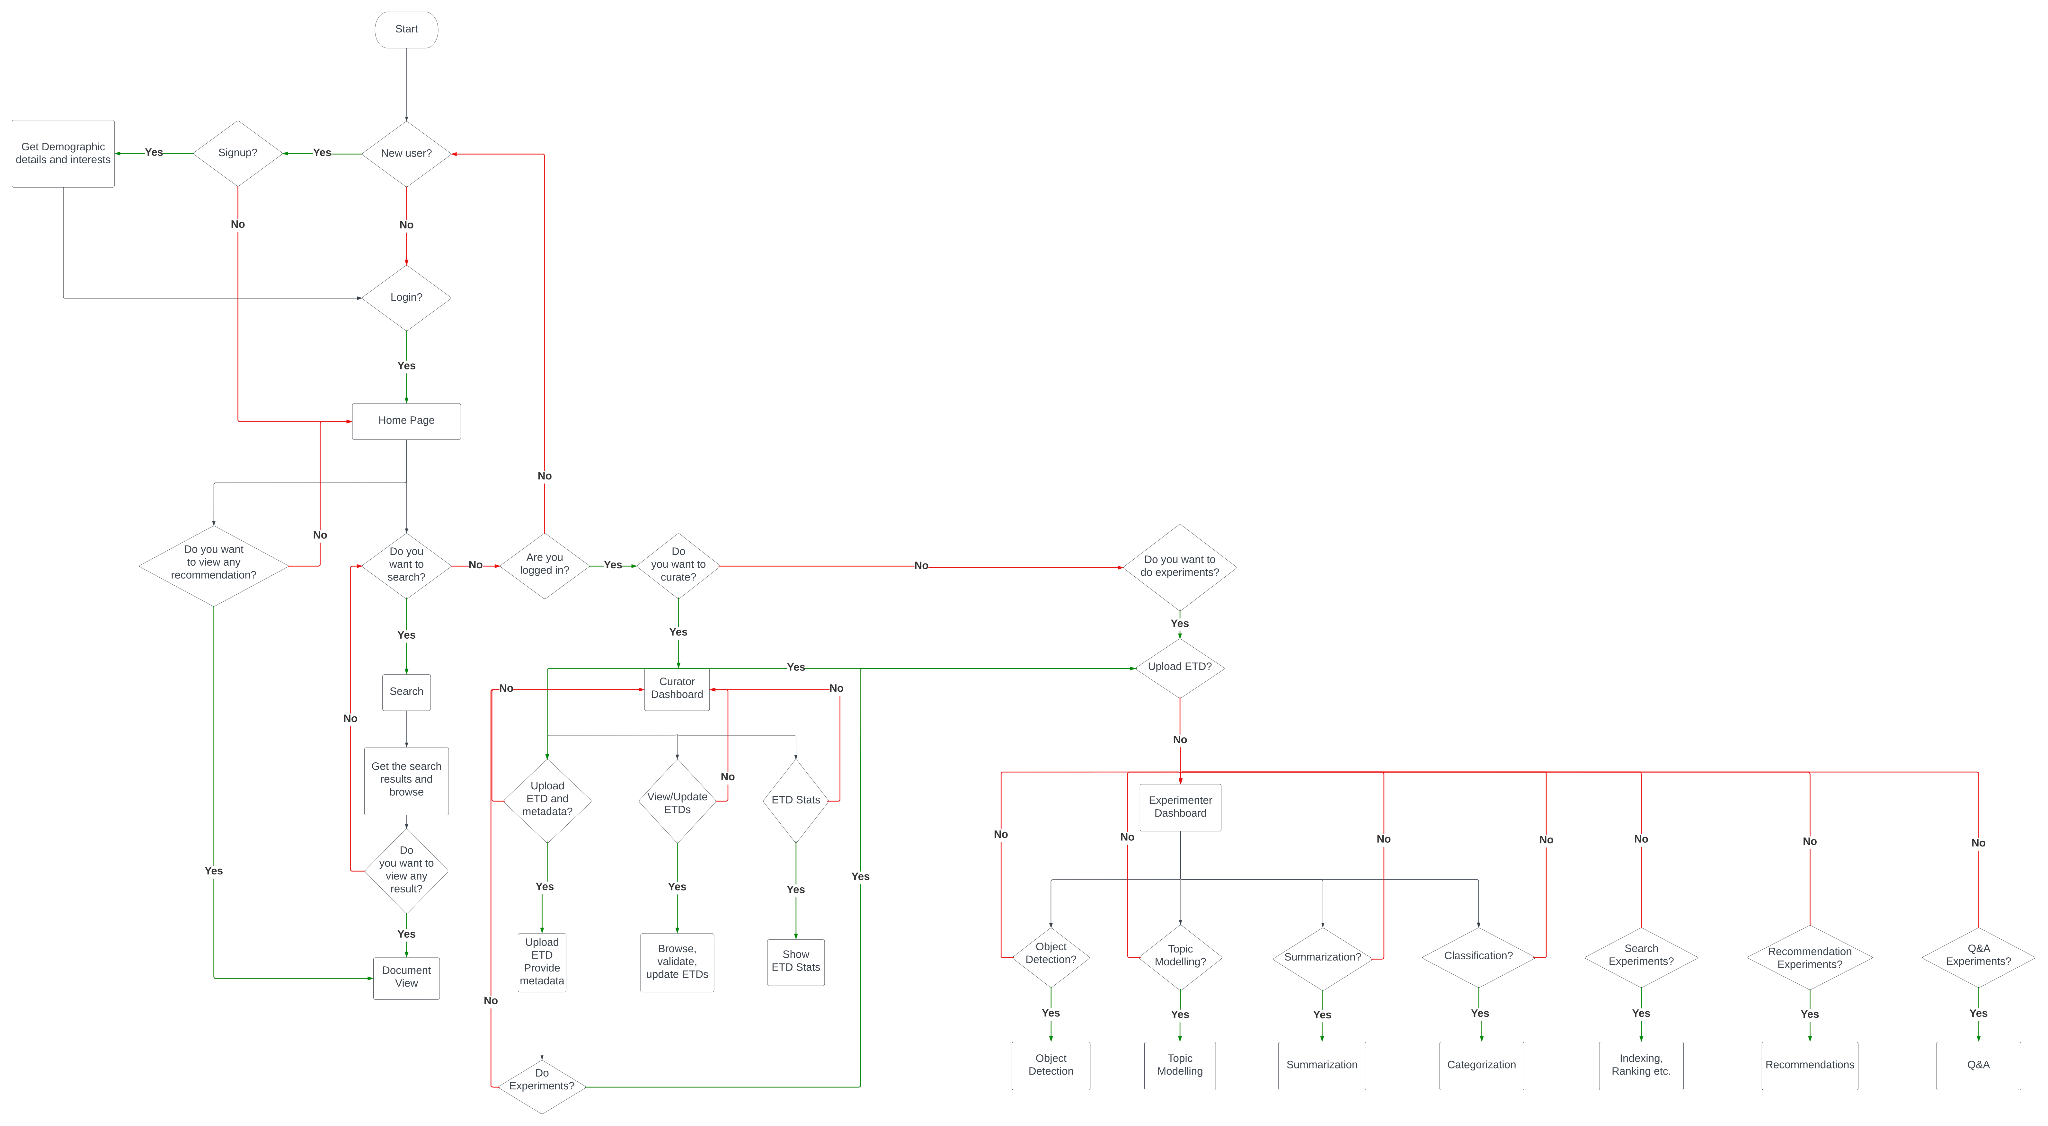 Start
Get Demographic
details and interests
Yes
Signup?
Yes
New user?
No
No
Login?
Yes
Home Page
No
No
Do you want
to view any
recommendation?
Do you
want to
search?
No
Are you
logged in?
Yes
Do
you want to
curate?
No
Do you want to
do experiments?
Yes
Yes
Yes
Yes
Upload ETD?
Search
No
Curator
Dashboard
No
No
No
Get the search
results and
browse
No
Upload
ETD and
metadata?
View/Update
ETDs
ETD Stats
Experimenter
Dashboard
No
No
No
No
No
No
No
Do
you want to
view any
result?
Yes
Yes
Yes
Yes
Yes
Yes
Upload
ETD
Provide
metadata
Browse,
validate,
update ETDs
Show
ETD Stats
Object
Detection?
Topic
Modelling?
Summarization?
Classification?
Search
Experiments?
Recommendation
Experiments?
Q&A
Experiments?
Document
View
No
Yes
Yes
Yes
Yes
Yes
Yes
Yes
Do
Experiments?
Object
Detection
Topic
Modelling
Summarization
Categorization
Indexing,
Ranking etc.
Recommendations
Q&A